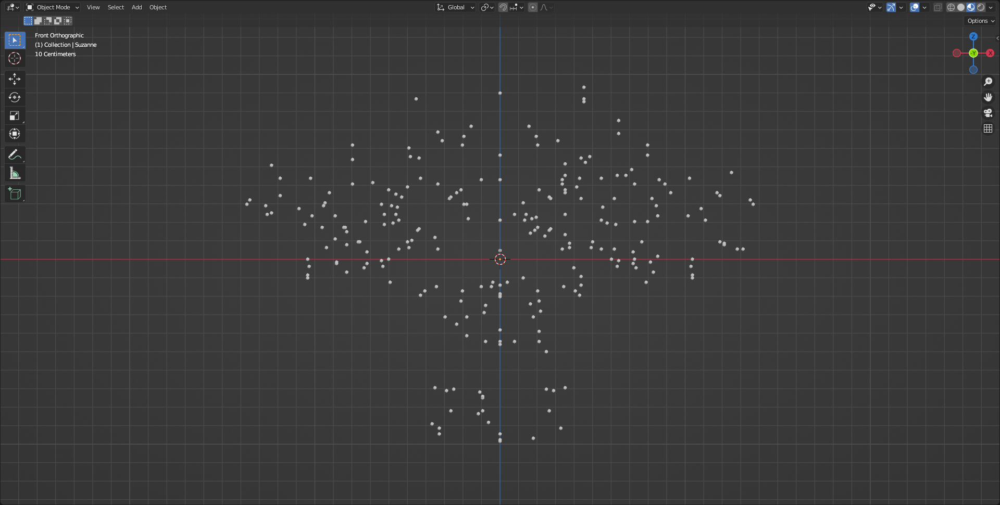 Object Mode View Select Add Object Global
Options
Front Orthographic
(1) Collection | Suzanne
10 Centimeters
Z
-Y
X